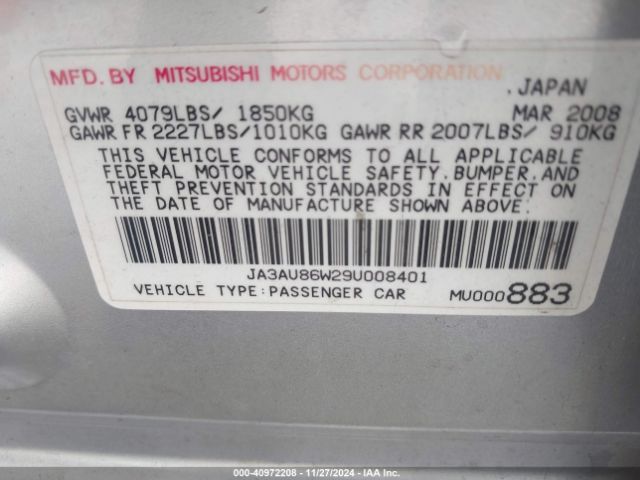 MFD. BY MITSUBISHI MOTORS CORPORATION
, JAPAN
GVWR 4079LBS/ 1850KG MAR 2008
GAWR FR 2227LBS/1010KG GAWR RR 2007LBS/ 910KG
THIS VEHICLE CONFORMS TO ALL APPLICABLE
FEDERAL MOTOR VEHICLE SAFETY, BUMPER, AND
THEFT PREVENTION STANDARDS IN EFFECT ON
THE DATE OF MANUFACTURE SHOWN ABOVE.
JA3AU86W29U008401
VEHICLE TYPE:PASSENGER CAR MU000883
000-40972208 - 11/27/2024 - IAA Inc.